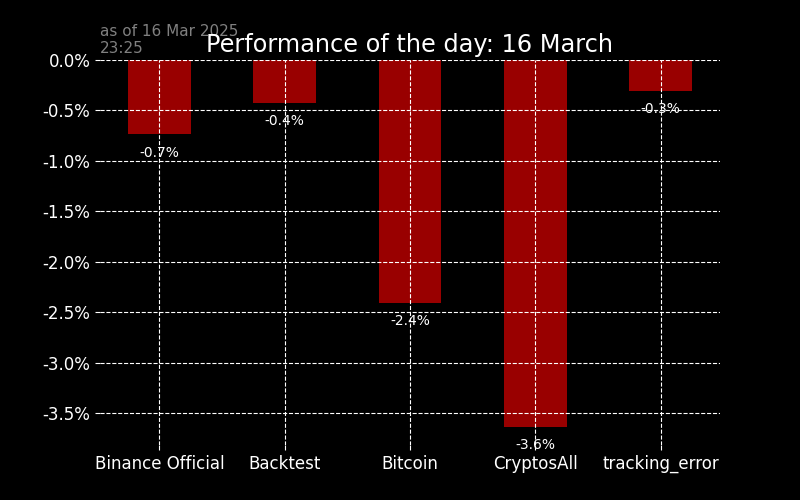 as of 16 Mar 2025
23:25
Performance of the day: 16 March
0.0%
-0.5%
-1.0%
-1.5%
-2.0%
-2.5%
-3.0%
-3.5%
-0.7%
-0.4%
-2.4%
-3.6%
-0.3%
Binance Official
Backtest
Bitcoin
CryptosAll
tracking_error